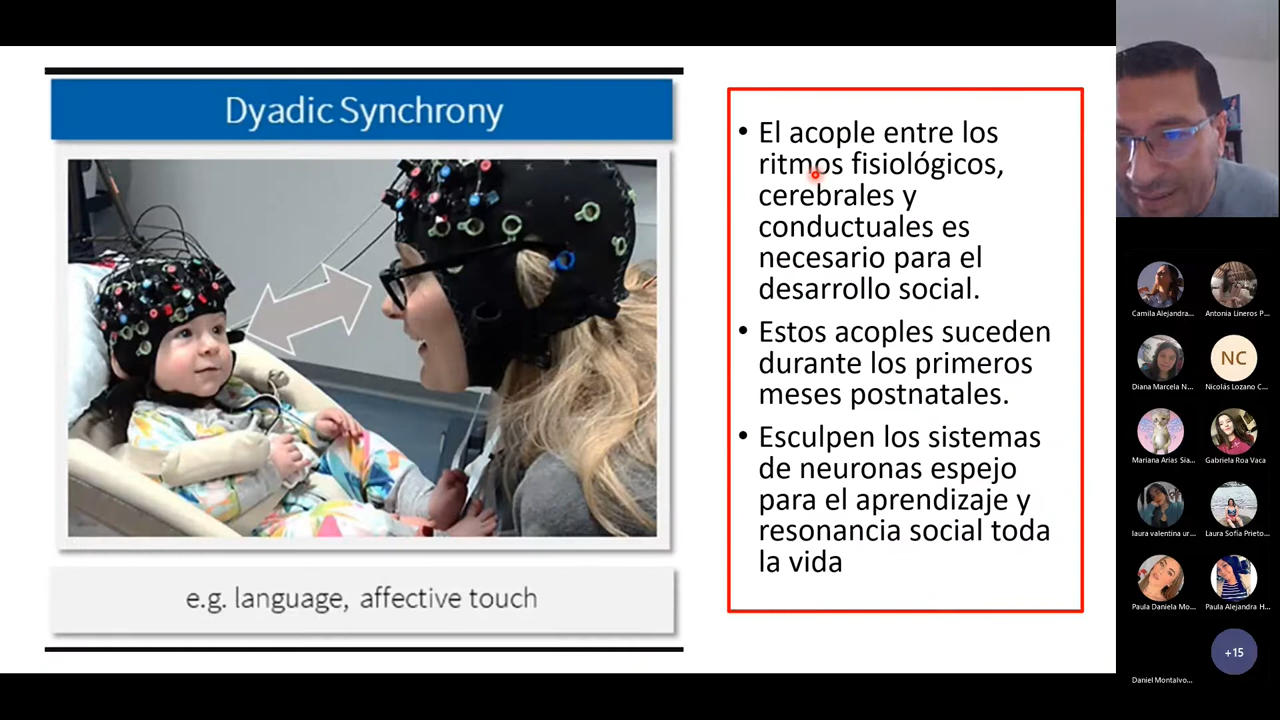 Dyadic Synchrony
e.g. language, affective touch
• El acople entre los
ritmos fisiológicos,
cerebrales y
conductuales es
necesario para el
desarrollo social.
• Estos acoples suceden
durante los primeros
meses postnatales.
• Esculpen los sistemas
de neuronas espejo
para el aprendizaje y
resonancia social toda
la vida
Camila Alejandra...
Antonia Lineros P...
Diana Marcela N...
NC
Nicolás Lozano C...
Mariana Arias Sia...
Gabriela Roa Vaca
laura valentina ur...
Laura Sofía Prieto...
Paula Daniela Mo...
Paula Alejandra H...
+15
Daniel Montalvo...